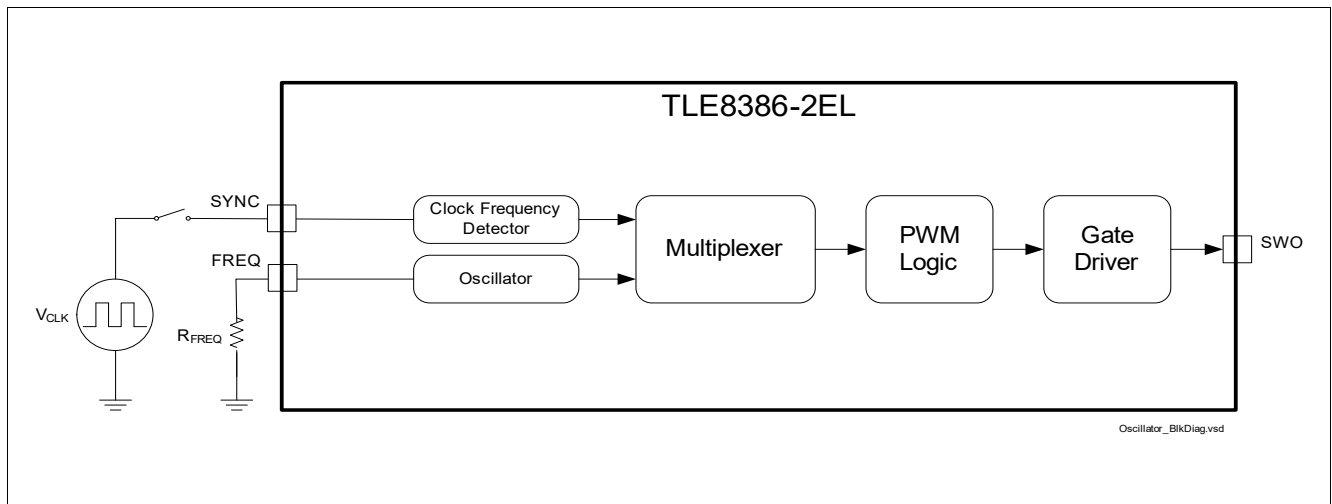 TLE8386-2EL
SYNC
Clock Frequency
Detector
Multiplexer
PWM
Logic
Gate
Driver
SWO
FREQ
Oscillator
VCLK
RFREQ
Oscillator_BlkDiag.vsd